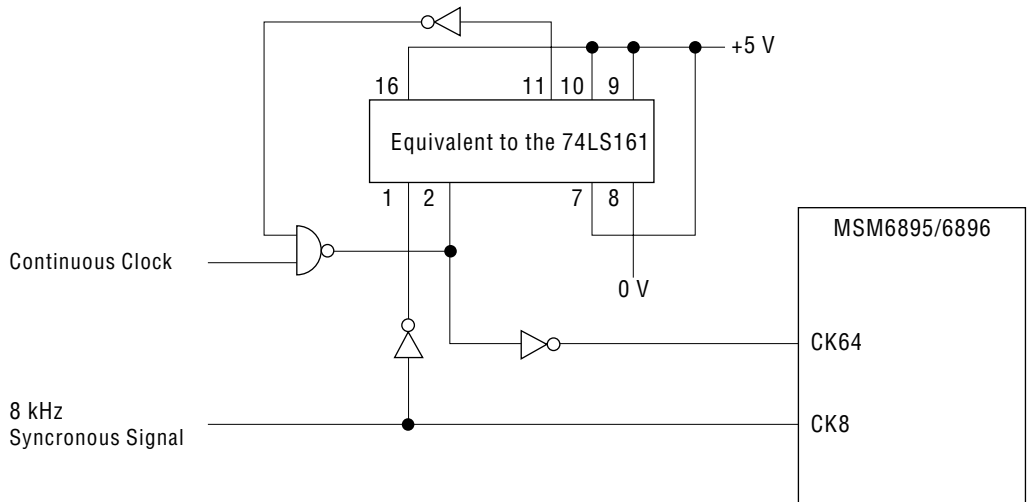 +5 V
16 11 10 9
Equivalent to the 74LS161
1 2 7 8
MSM6895/6896
Continuous Clock
0 V
CK64
8 kHz
Syncronous Signal
CK8